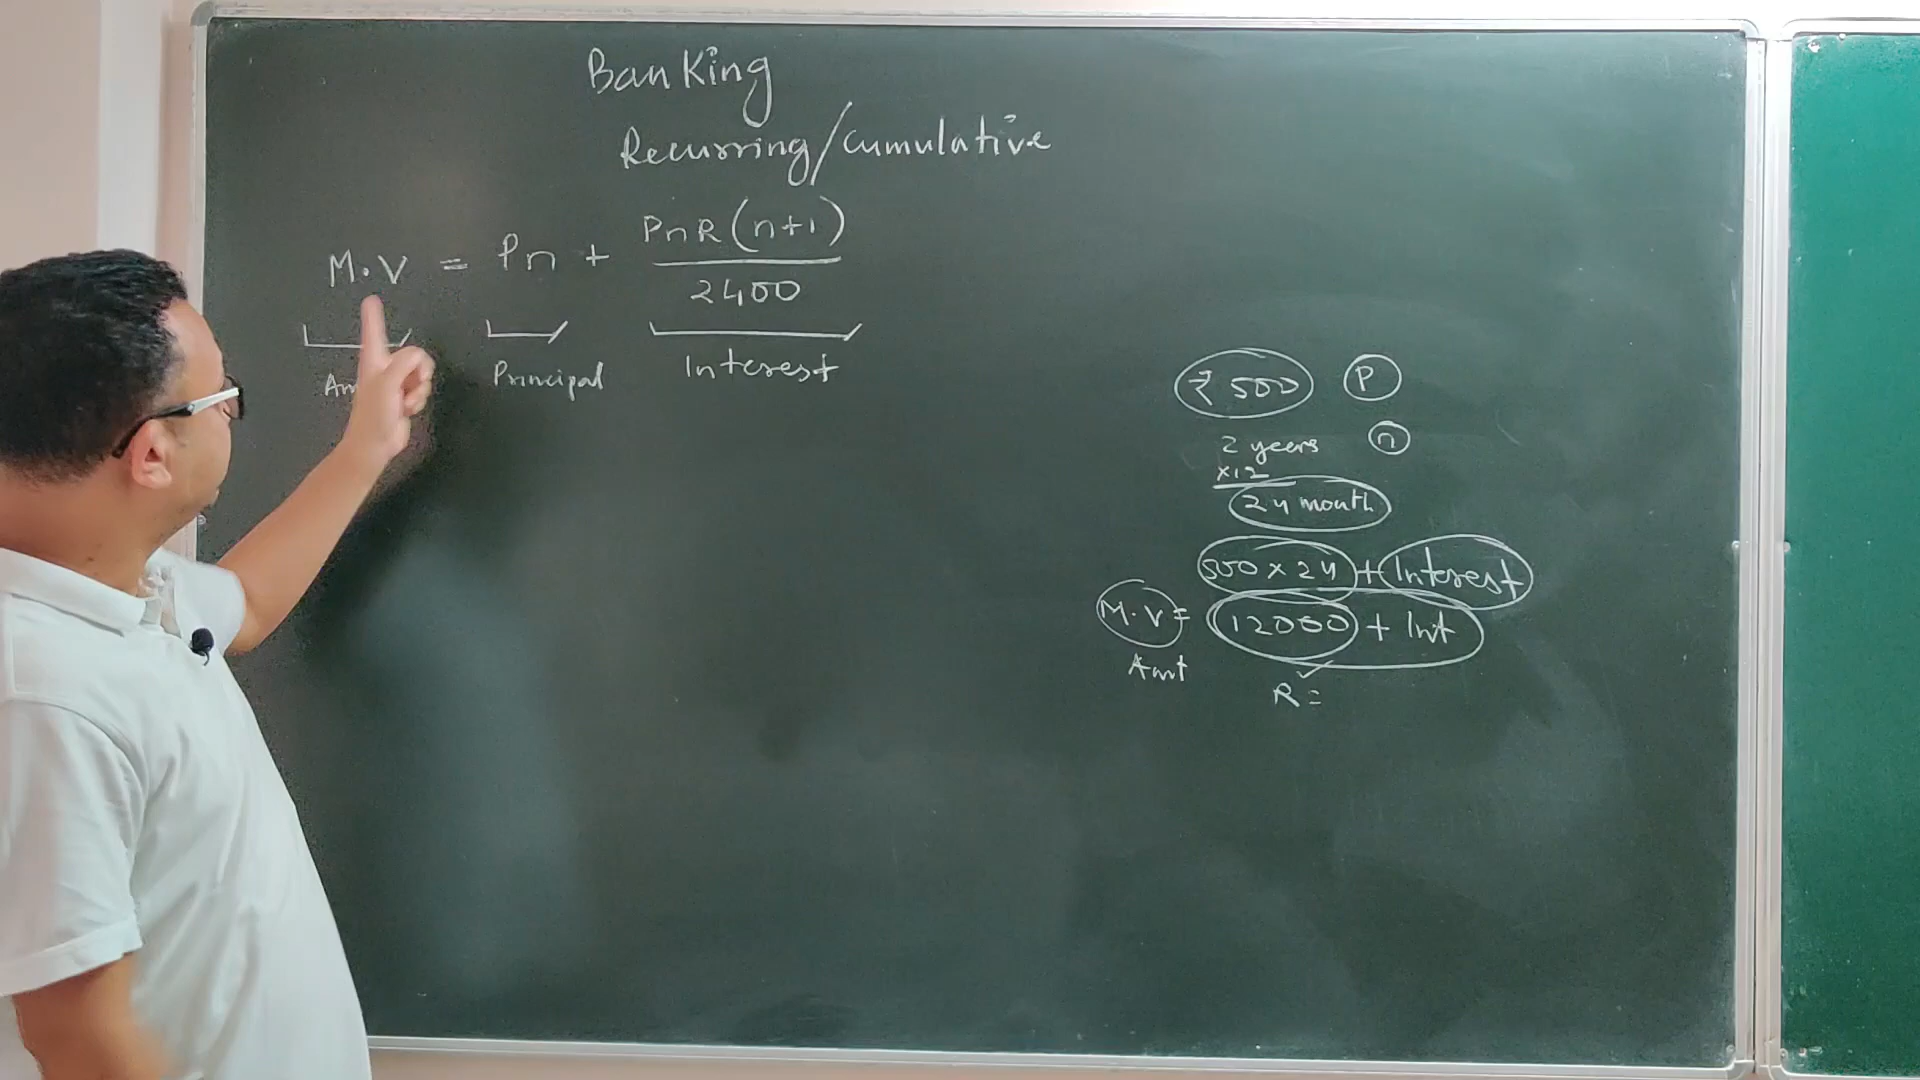 Banking
Recurring/cumulative
M.V = Pn + PnR(n+1)
2400
Principal
Interest
₹ 500 P
2 years n
×12
24 month
500 × 24 + Interest
M.V = 12000 + Int
Amt
R =